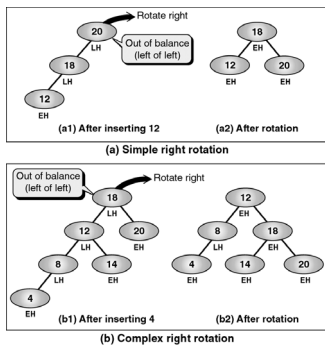 20
Rotate right
LH
Out of balance
(left of left)
18
LH
12
EH
18
EH
12
EH
20
EH
(a1) After inserting 12
(a2) After rotation
(a) Simple right rotation
Out of balance
(left of left)
Rotate right
18
LH
12
LH
20
EH
8
LH
14
EH
4
EH
12
EH
8
LH
18
EH
4
EH
14
EH
20
EH
(b1) After inserting 4
(b2) After rotation
(b) Complex right rotation